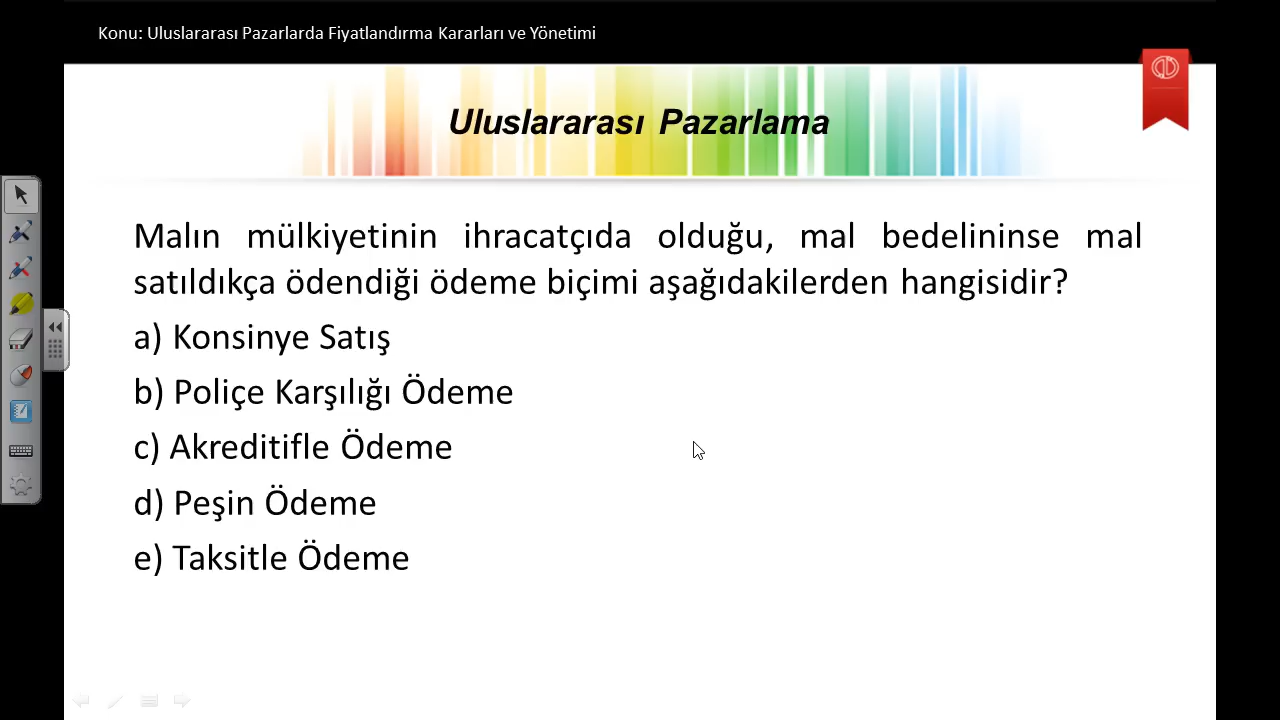 Konu: Uluslararası Pazarlarda Fiyatlandırma Kararları ve Yönetimi
Uluslararası Pazarlama
Malın mülkiyetinin ihracatçıda olduğu, mal bedelininse mal
satıldıkça ödendiği ödeme biçimi aşağıdakilerden hangisidir?
a) Konsinye Satış
b) Poliçe Karşılığı Ödeme
c) Akreditifle Ödeme
d) Peşin Ödeme
e) Taksitle Ödeme